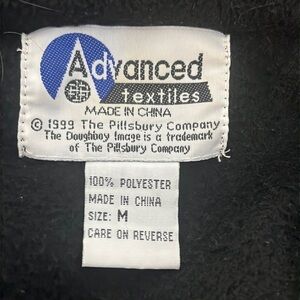 Advanced
textiles
MADE IN CHINA
© 1999 The Pillsbury Company
The Doughboy Image is a trademark
of The Pillsbury Company
100% POLYESTER
MADE IN CHINA
SIZE: M
CARE ON REVERSE